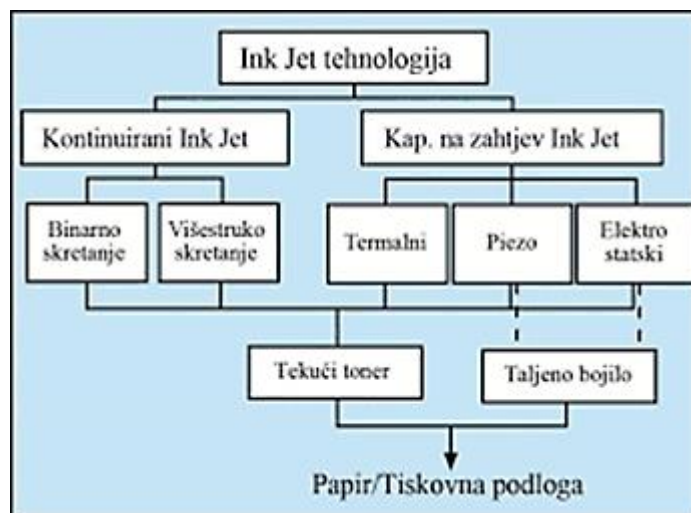 Ink Jet tehnologija
Kontinuirani Ink Jet
Kap. na zahtjev Ink Jet
Binarno
skretanje
Višestruko
skretanje
Termalni
Piezo
Elektro
statski
Tekući toner
Taljeno bojilo
Papir/Tiskovna podloga